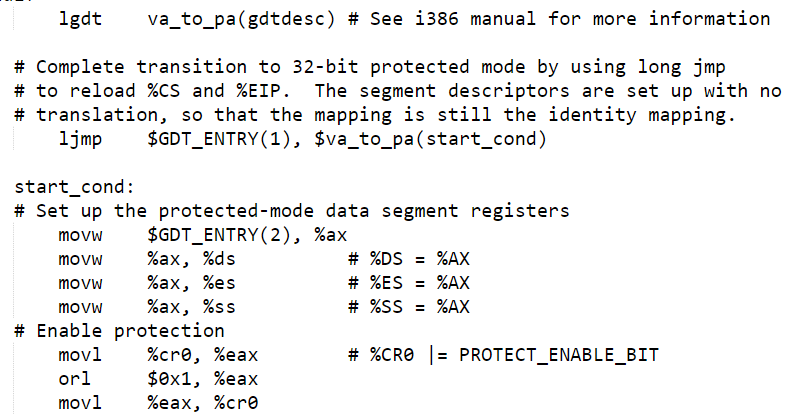 lgdt va_to_pa(gdtdesc) # See i386 manual for more information
# Complete transition to 32-bit protected mode by using long jmp
# to reload %CS and %EIP. The segment descriptors are set up with no
# translation, so that the mapping is still the identity mapping.
ljmp $GDT_ENTRY(1), $va_to_pa(start_cond)
start_cond:
# Set up the protected-mode data segment registers
movw $GDT_ENTRY(2), %ax
movw %ax, %ds # %DS = %AX
movw %ax, %es # %ES = %AX
movw %ax, %ss # %SS = %AX
# Enable protection
movl %cr0, %eax # %CR0 |= PROTECT_ENABLE_BIT
orl $0x1, %eax
movl %eax, %cr0